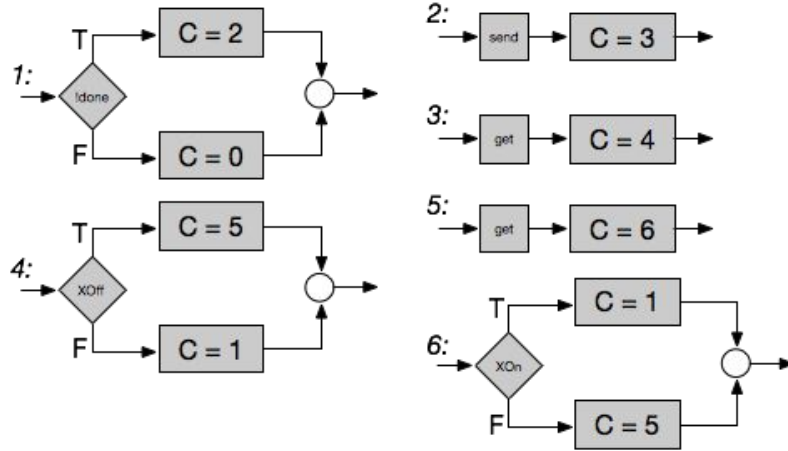 1:
!done
T
C = 2
F
C = 0
4:
XOff
T
C = 5
F
C = 1
2:
send
C = 3
3:
get
C = 4
5:
get
C = 6
6:
XOn
T
C = 1
F
C = 5